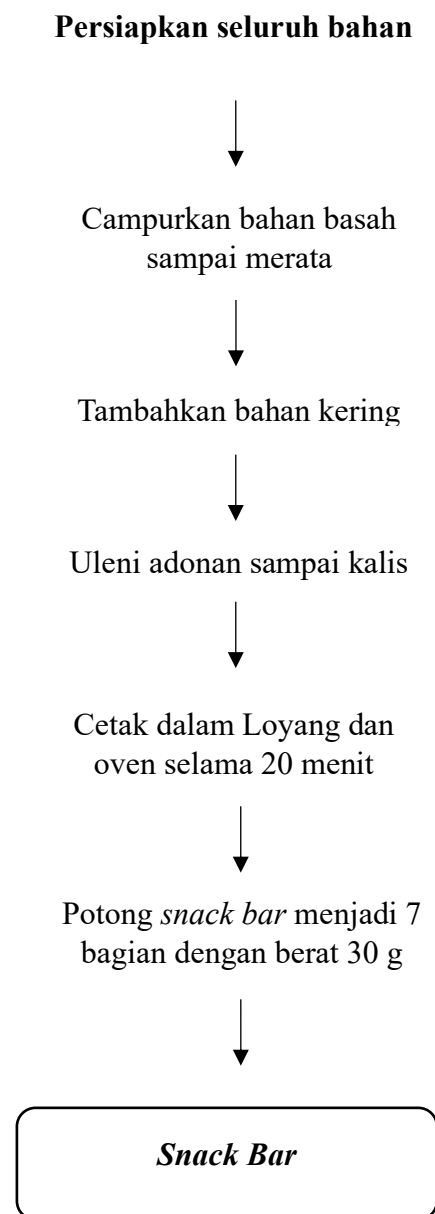 Persiapkan seluruh bahan
Campurkan bahan basah
sampai merata
Tambahkan bahan kering
Uleni adonan sampai kalis
Cetak dalam Loyang dan
oven selama 20 menit
Potong snack bar menjadi 7
bagian dengan berat 30 g
Snack Bar